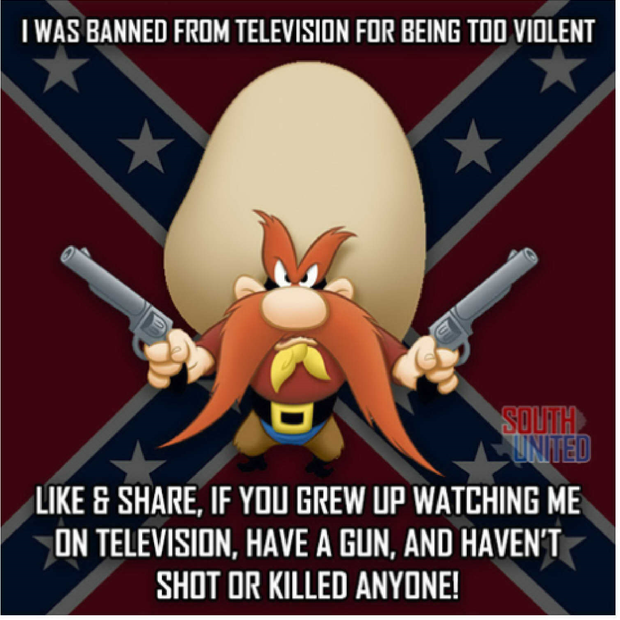 I WAS BANNED FROM TELEVISION FOR BEING TOO VIOLENT
SOUTH
UNITED
LIKE & SHARE, IF YOU GREW UP WATCHING ME
ON TELEVISION, HAVE A GUN, AND HAVEN'T
SHOT OR KILLED ANYONE!